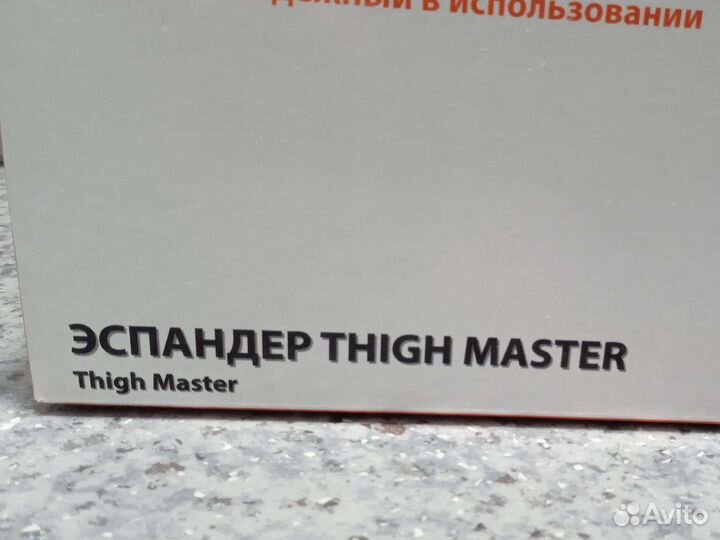 в использовании
ЭСПАНДЕР THIGH MASTER
Thigh Master
Avito